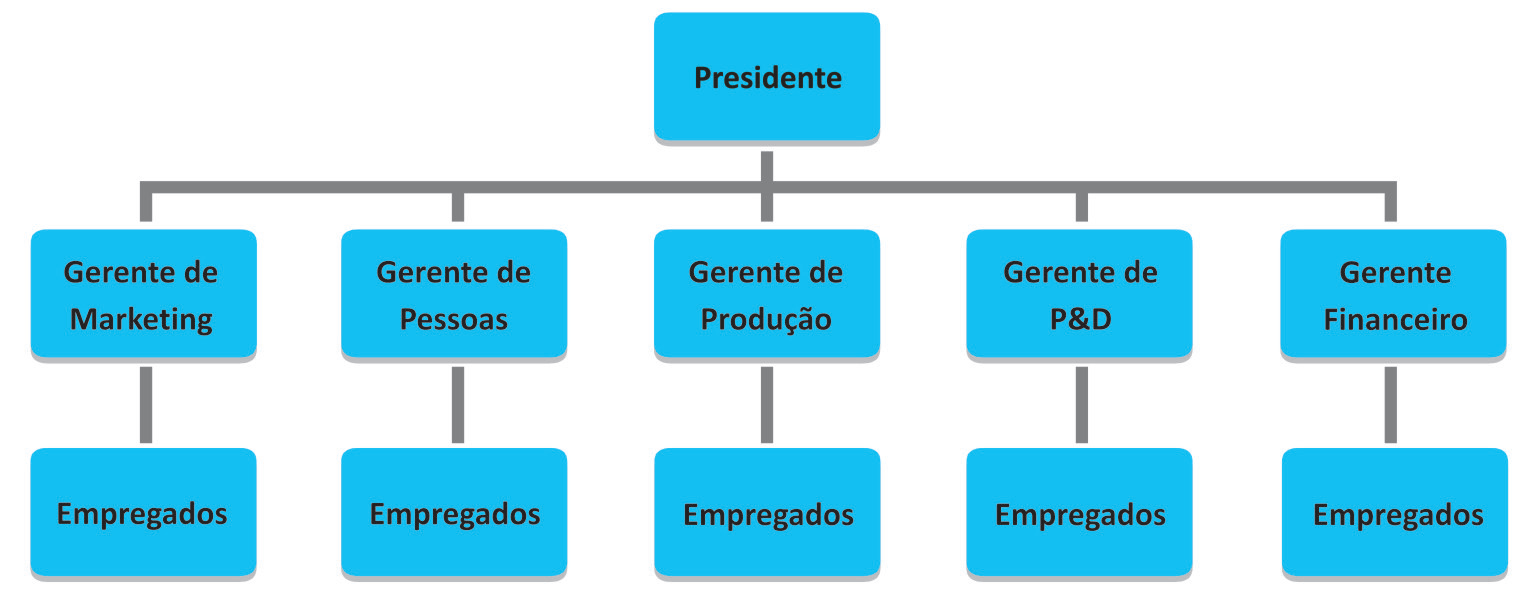 Presidente
Gerente de
Marketing
Gerente de
Pessoas
Gerente de
Produção
Gerente de
P&D
Gerente
Financeiro
Empregados
Empregados
Empregados
Empregados
Empregados